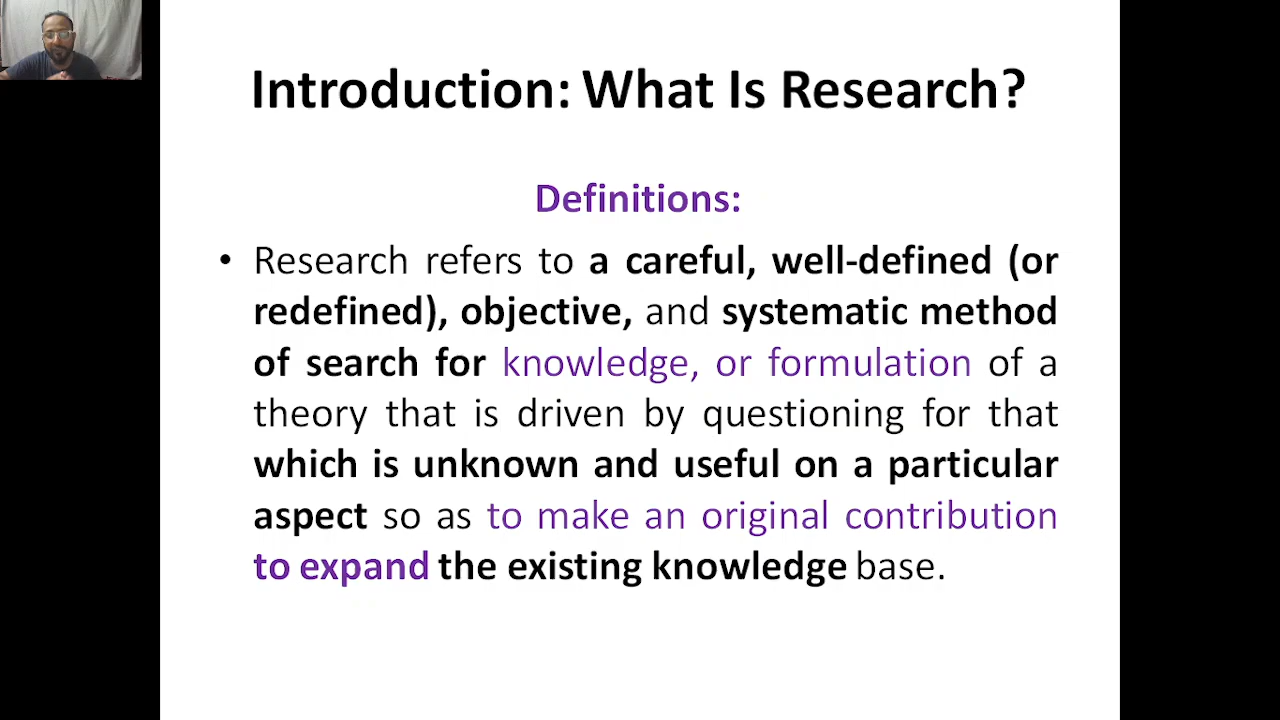 Introduction: What Is Research?
Definitions:
• Research refers to a careful, well-defined (or
redefined), objective, and systematic method
of search for knowledge, or formulation of a
theory that is driven by questioning for that
which is unknown and useful on a particular
aspect so as to make an original contribution
to expand the existing knowledge base.